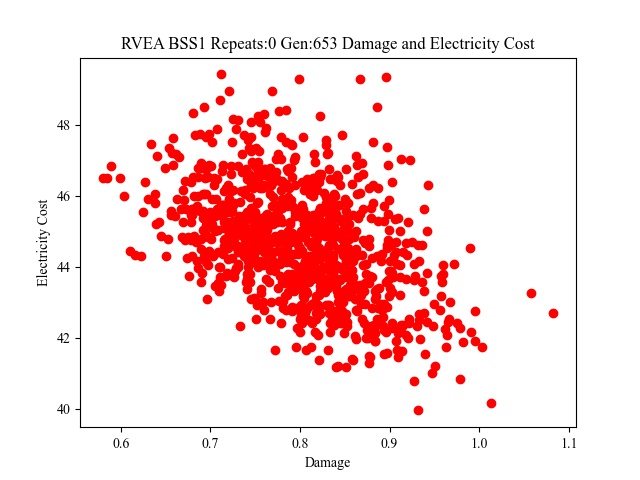 RVEA BSS1 Repeats:0 Gen:653 Damage and Electricity Cost
48
46
44
42
40
Electricity Cost
0.6 0.7 0.8 0.9 1.0 1.1
Damage